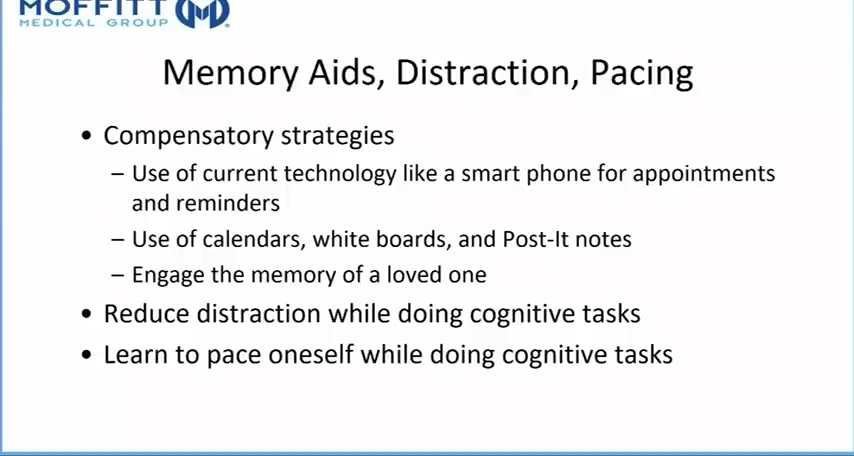 MOFFITT
MEDICAL GROUP
Memory Aids, Distraction, Pacing
• Compensatory strategies
– Use of current technology like a smart phone for appointments
and reminders
– Use of calendars, white boards, and Post-It notes
– Engage the memory of a loved one
• Reduce distraction while doing cognitive tasks
• Learn to pace oneself while doing cognitive tasks